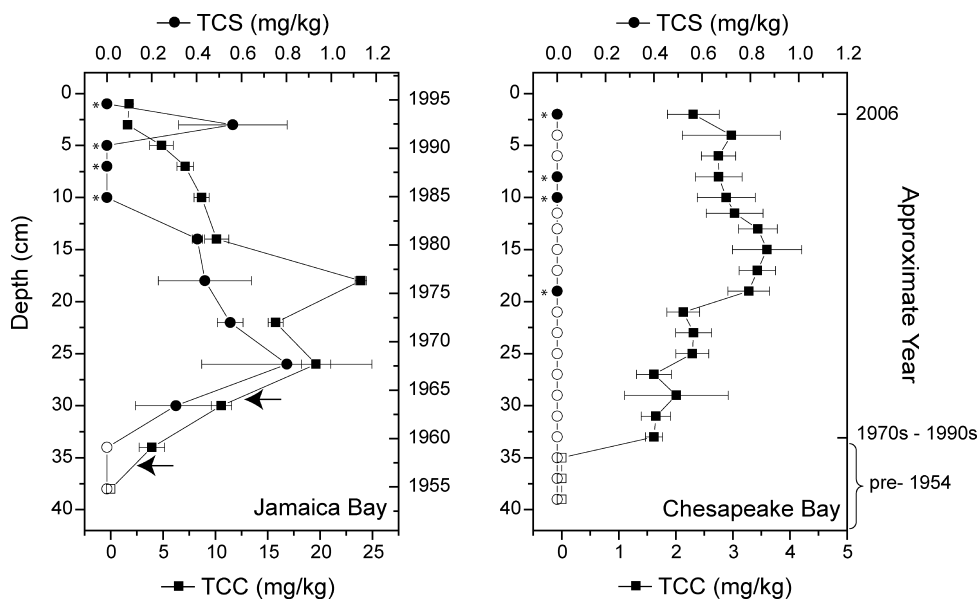 TCS (mg/kg)
0.0 0.2 0.4 0.6 0.8 1.0 1.2
0
5
10
15
20
25
30
35
40
Depth (cm)
*
*
*
*
1995
1990
1985
1980
1975
1970
1965
1960
1955
Jamaica Bay
0 5 10 15 20 25
TCC (mg/kg)
TCS (mg/kg)
0.0 0.2 0.4 0.6 0.8 1.0 1.2
0
5
10
15
20
25
30
35
40
*
*
*
*
2006
1970s - 1990s
pre- 1954
Approximate Year
Chesapeake Bay
0 1 2 3 4 5
TCC (mg/kg)